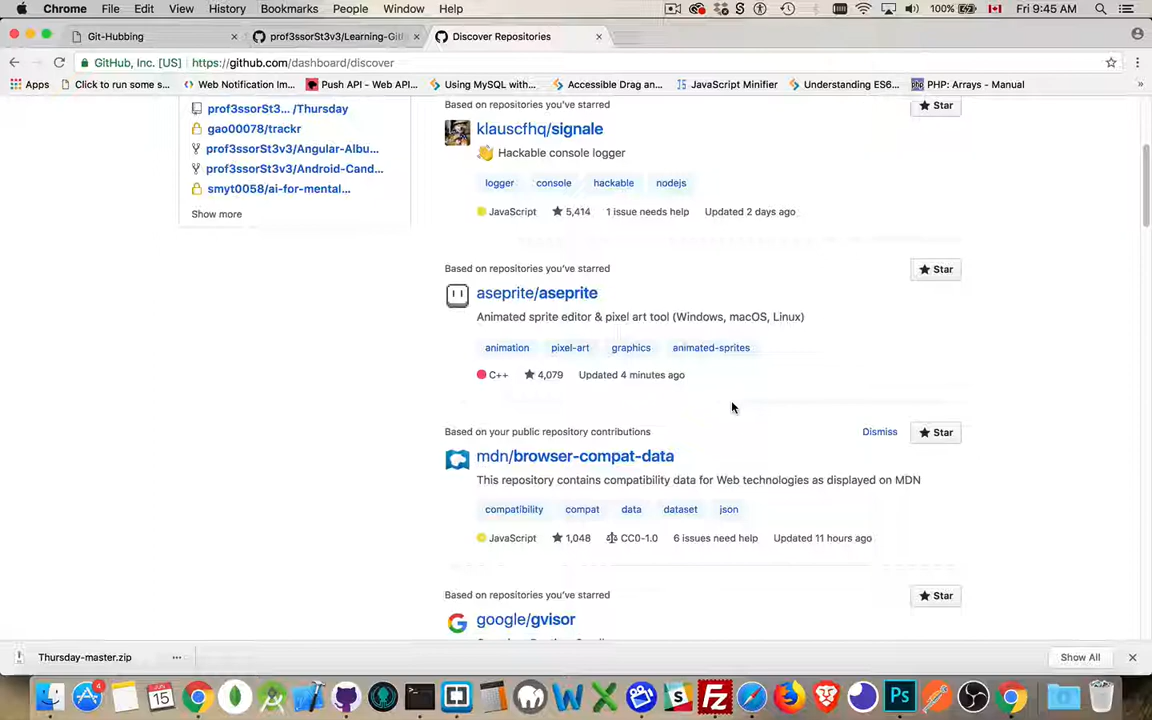 Chrome File Edit View History Bookmarks People Window Help 100% Fri 9:45 AM
Git-Hubbing × prof3ssorSt3v3/Learning-Git × Discover Repositories ×
GitHub, Inc. [US] https://github.com/dashboard/discover
Apps Click to run some s... Web Notification Im... Push API - Web API... Using MySQL with... Accessible Drag an... JavaScript Minifier Understanding ES6... PHP: Arrays - Manual »
prof3ssorSt3... /Thursday
gao00078/trackr
prof3ssorSt3v3/Angular-Albu...
prof3ssorSt3v3/Android-Cand...
smyt0058/ai-for-mental...
Show more
Based on repositories you've starred Star
klauscfhq/signale
👋 Hackable console logger
logger console hackable nodejs
JavaScript ★ 5,414 1 issue needs help Updated 2 days ago
Based on repositories you've starred Star
aseprite/aseprite
Animated sprite editor & pixel art tool (Windows, macOS, Linux)
animation pixel-art graphics animated-sprites
C++ ★ 4,079 Updated 4 minutes ago
Based on your public repository contributions Dismiss Star
mdn/browser-compat-data
This repository contains compatibility data for Web technologies as displayed on MDN
compatibility compat data dataset json
JavaScript ★ 1,048 CC0-1.0 6 issues need help Updated 11 hours ago
Based on repositories you've starred Star
google/gvisor
Thursday-master.zip ... Show All ×